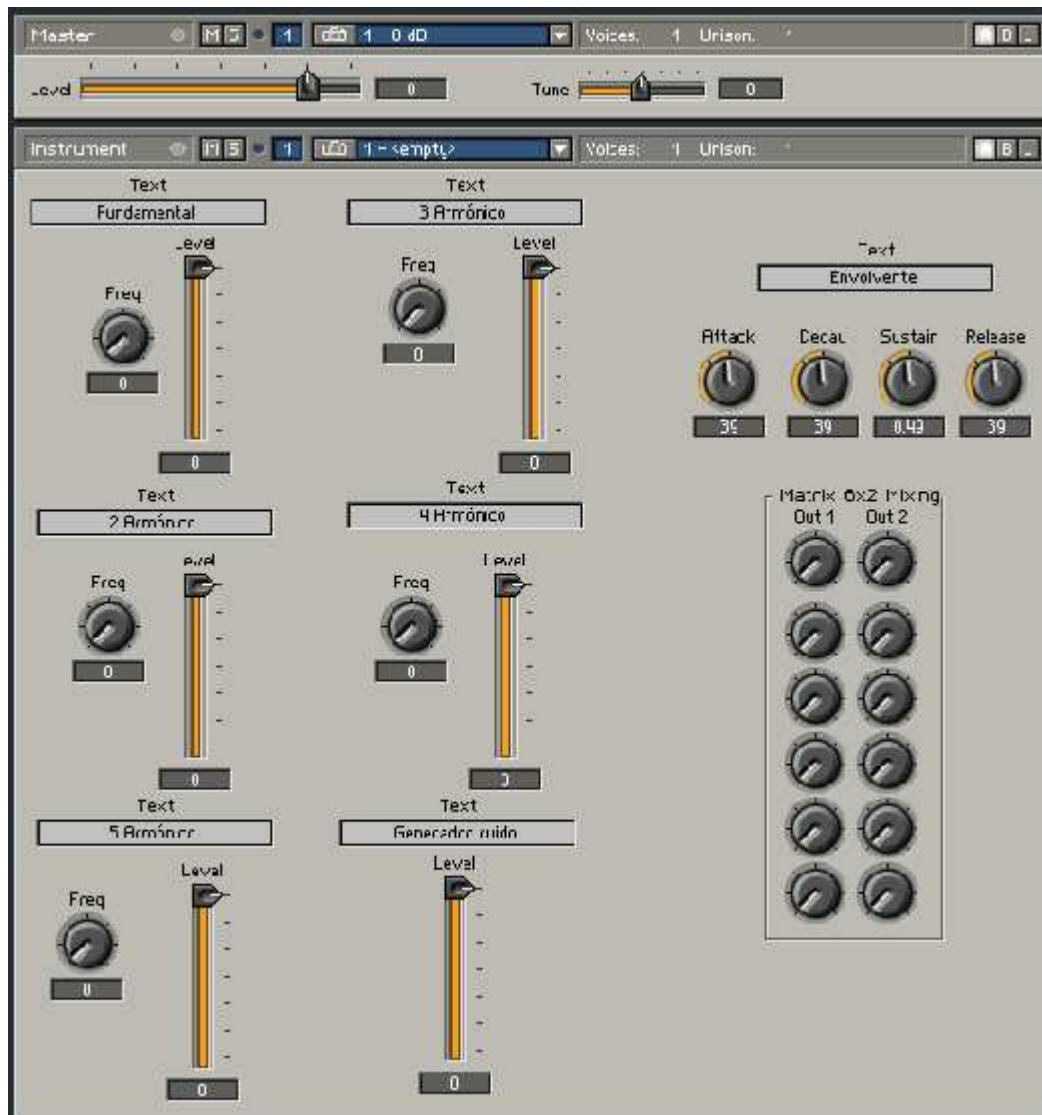 Master M S 1 1 0 dB Voices: 1 Unison: 1
Level 0 Tune 0
Instrument M S 1 1 - <empty> Voices: 1 Unison: 1 B
Text Text
Fundamental 3 Armónico
Level Level
Freq Freq
0 0
0 0
Text
Envolvente
Attack Decay Sustain Release
39 39 0.43 39
Text Text
2 Armónico 4 Armónico
Level Level
Freq Freq
0 0
0
Matrix 6x2 Mixing
Out 1 Out 2
Text Text
5 Armónico Generador ruido
Level Level
Freq
0
0 0